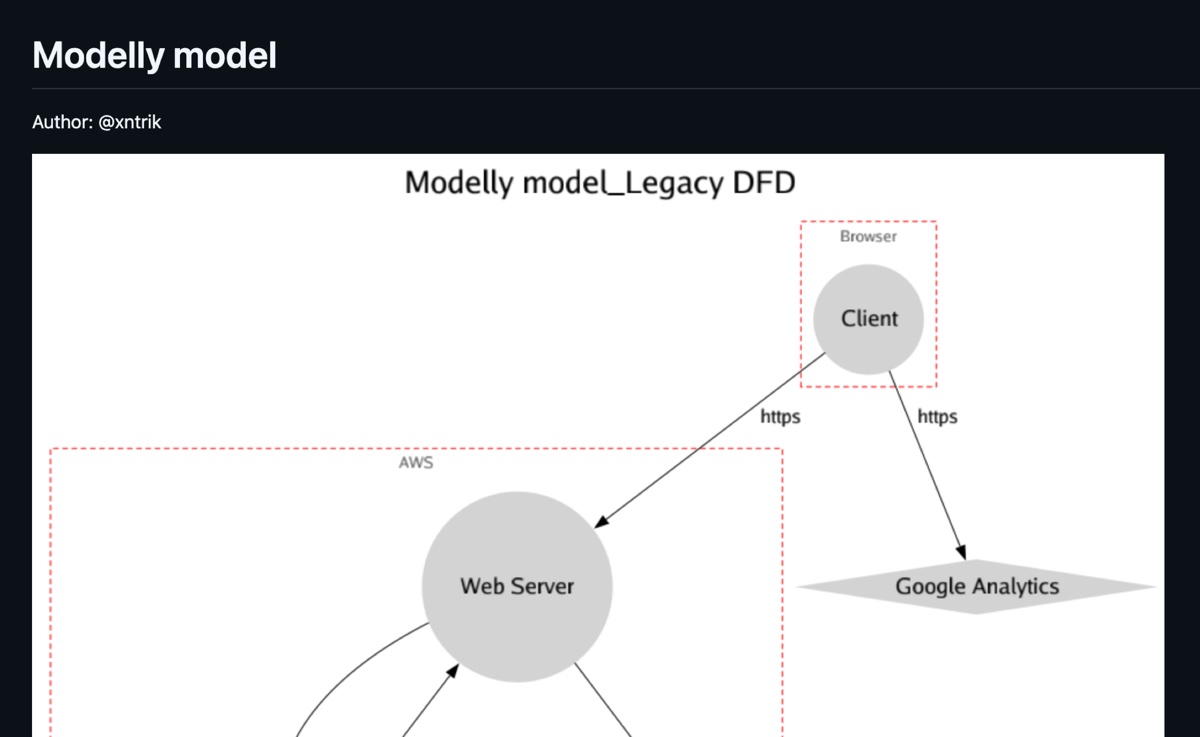 Modelly model
Author: @xntrik
Modelly model_Legacy DFD
Browser
Client
https
https
AWS
Web Server
Google Analytics